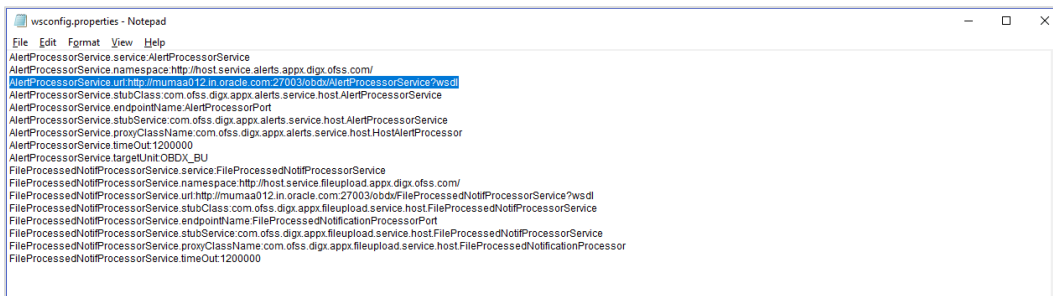 wsconfig.properties - Notepad
File Edit Format View Help
AlertProcessorService.service:AlertProcessorService
AlertProcessorService.namespace:http://host.service.alerts.appx.digx.ofss.com/
AlertProcessorService.url:http://mumaa012.in.oracle.com:27003/obdx/AlertProcessorService?wsdl
AlertProcessorService.stubClass:com.ofss.digx.appx.alerts.service.host.AlertProcessorService
AlertProcessorService.endpointName:AlertProcessorPort
AlertProcessorService.stubService:com.ofss.digx.appx.alerts.service.host.AlertProcessorService
AlertProcessorService.proxyClassName:com.ofss.digx.appx.alerts.service.host.HostAlertProcessor
AlertProcessorService.timeOut:1200000
AlertProcessorService.targetUnit:OBDX_BU
FileProcessedNotifProcessorService.service:FileProcessedNotifProcessorService
FileProcessedNotifProcessorService.namespace:http://host.service.fileupload.appx.digx.ofss.com/
FileProcessedNotifProcessorService.url:http://mumaa012.in.oracle.com:27003/obdx/FileProcessedNotifProcessorService?wsdl
FileProcessedNotifProcessorService.stubClass:com.ofss.digx.appx.fileupload.service.host.FileProcessedNotifProcessorService
FileProcessedNotifProcessorService.endpointName:FileProcessedNotificationProcessorPort
FileProcessedNotifProcessorService.stubService:com.ofss.digx.appx.fileupload.service.host.FileProcessedNotifProcessorService
FileProcessedNotifProcessorService.proxyClassName:com.ofss.digx.appx.fileupload.service.host.FileProcessedNotificationProcessor
FileProcessedNotifProcessorService.timeOut:1200000